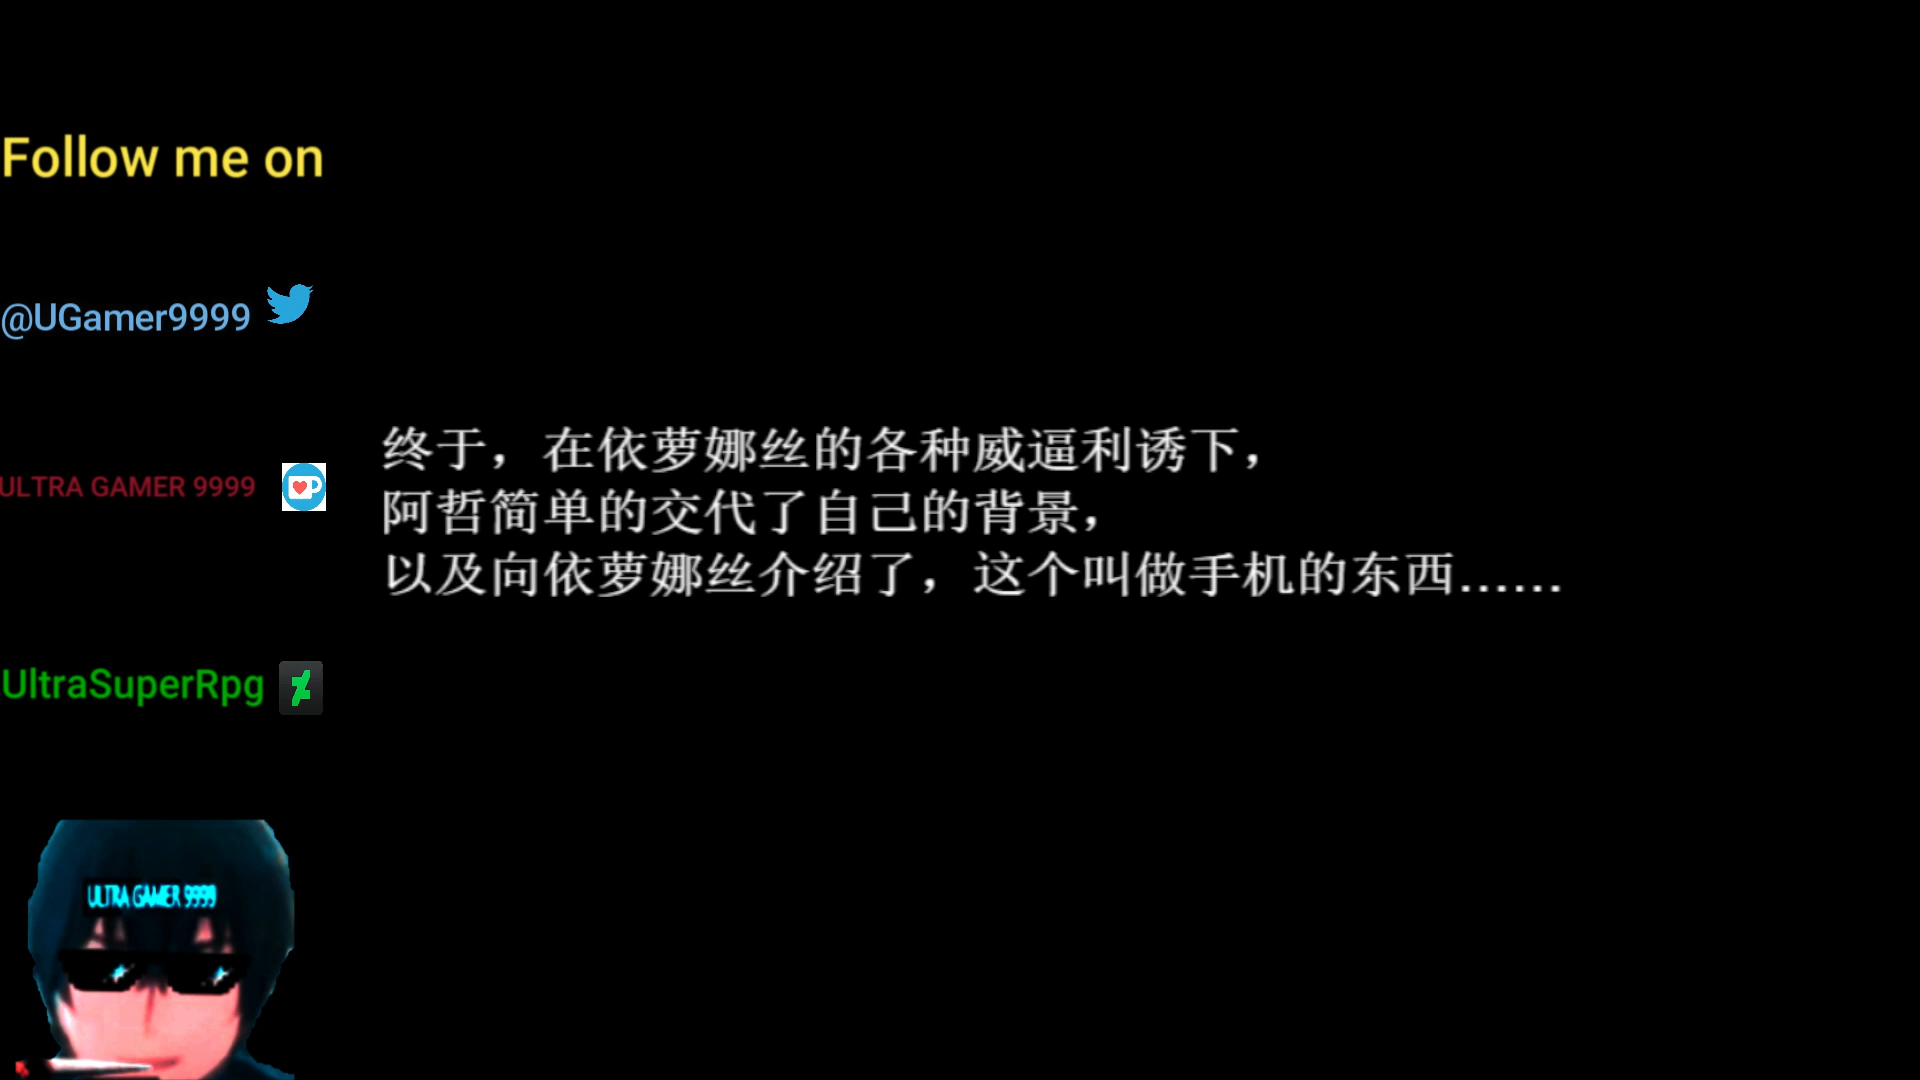 Follow me on
@UGamer9999
ULTRA GAMER 9999
终于，在依萝娜丝的各种威逼利诱下，
阿哲简单的交代了自己的背景，
以及向依萝娜丝介绍了，这个叫做手机的东西......
UltraSuperRpg
ULTRA GAMER 9999